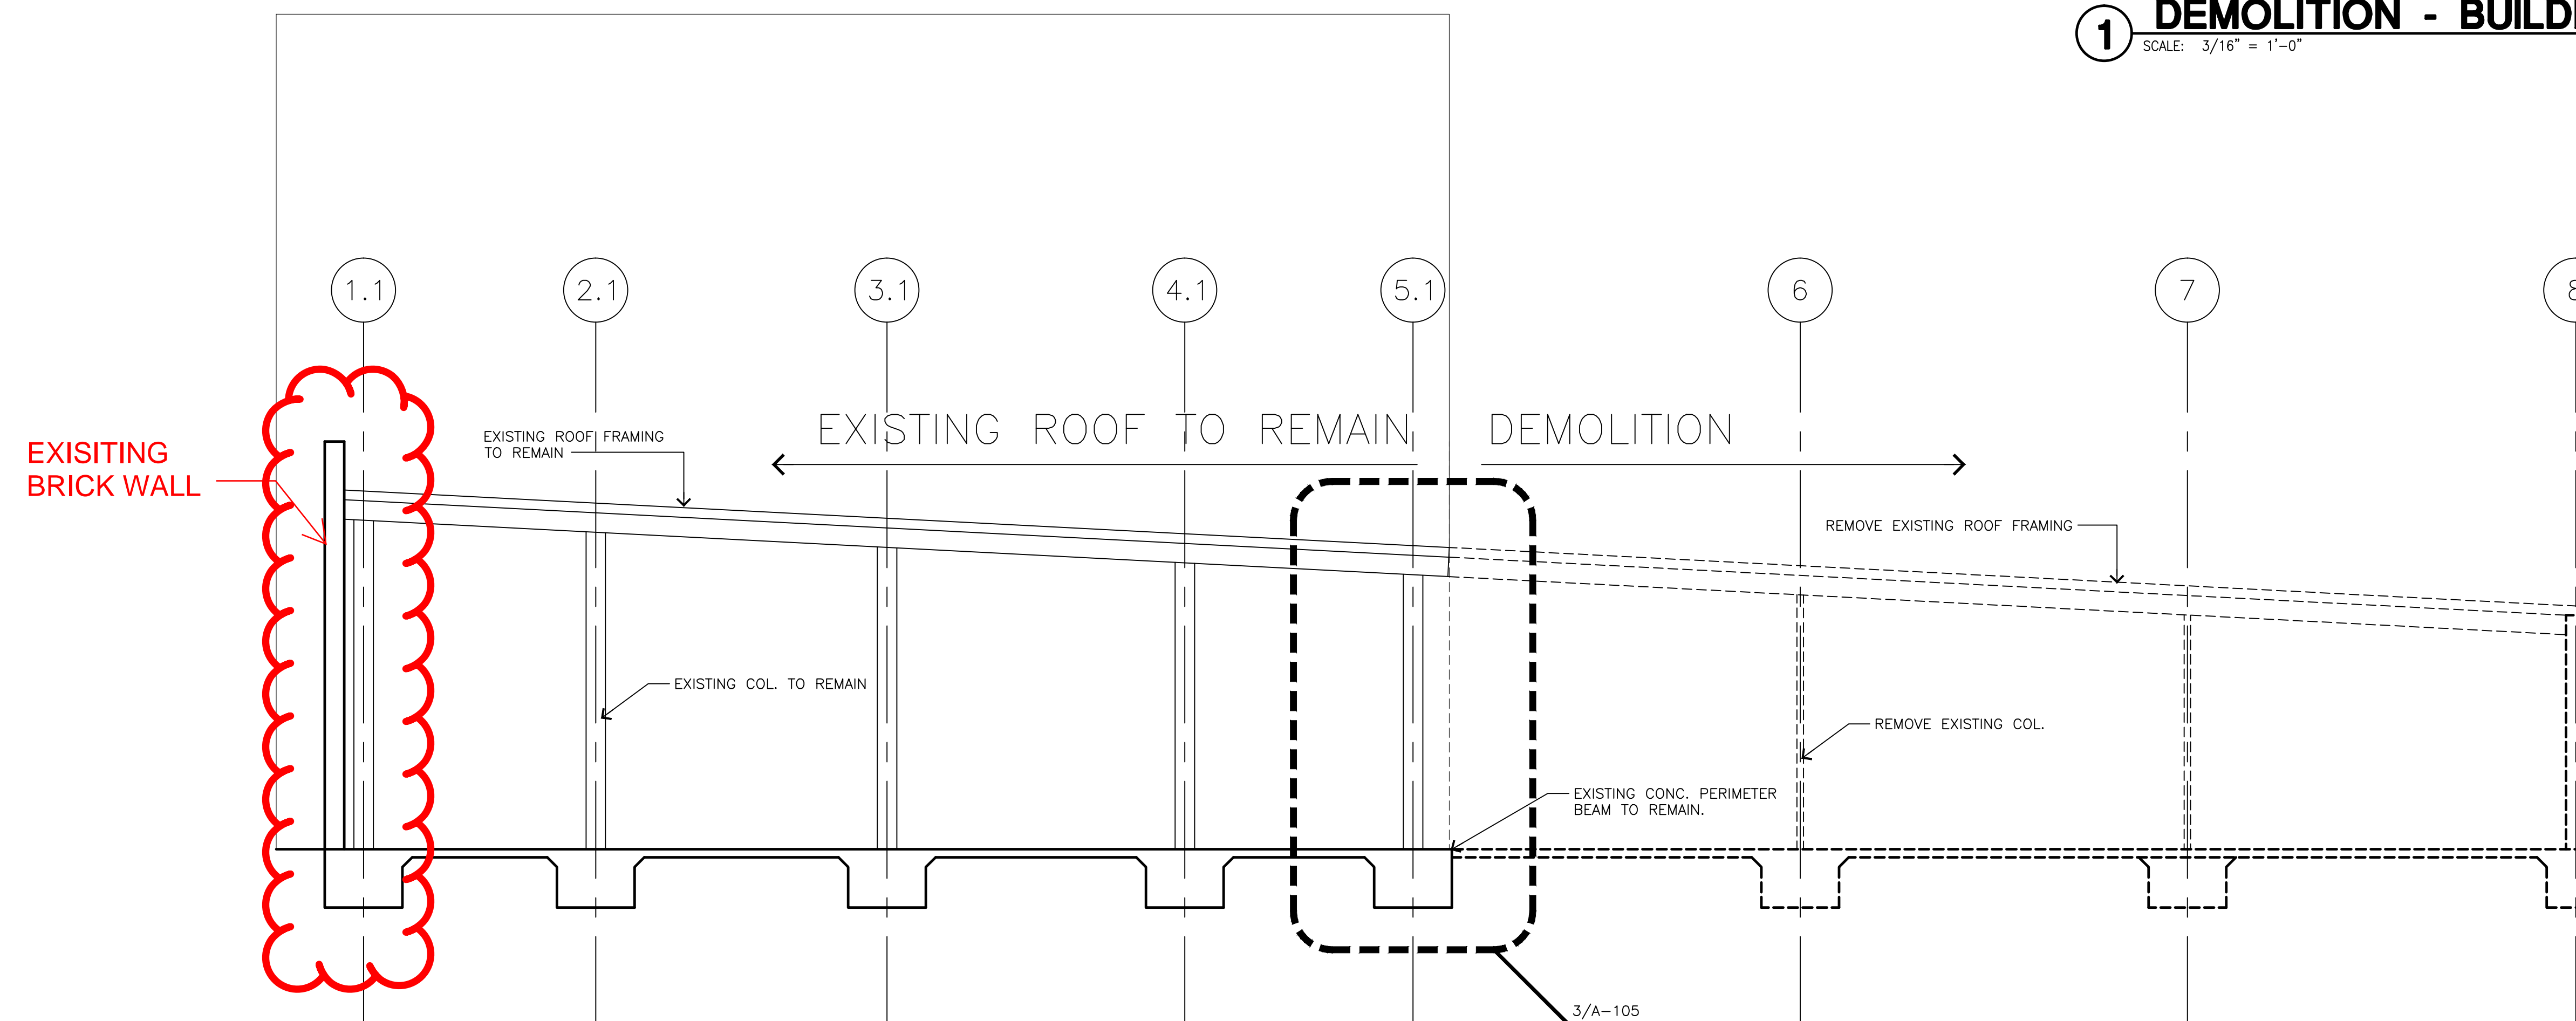 1 DEMOLITION - BUILD
SCALE: 3/16" = 1'-0"
1.1 2.1 3.1 4.1 5.1 6 7 8
EXISTING ROOF TO REMAIN DEMOLITION
EXISTING ROOF FRAMING
TO REMAIN
EXISITING
BRICK WALL
REMOVE EXISTING ROOF FRAMING
EXISTING COL. TO REMAIN
REMOVE EXISTING COL.
EXISTING CONC. PERIMETER
BEAM TO REMAIN.
3/A-105